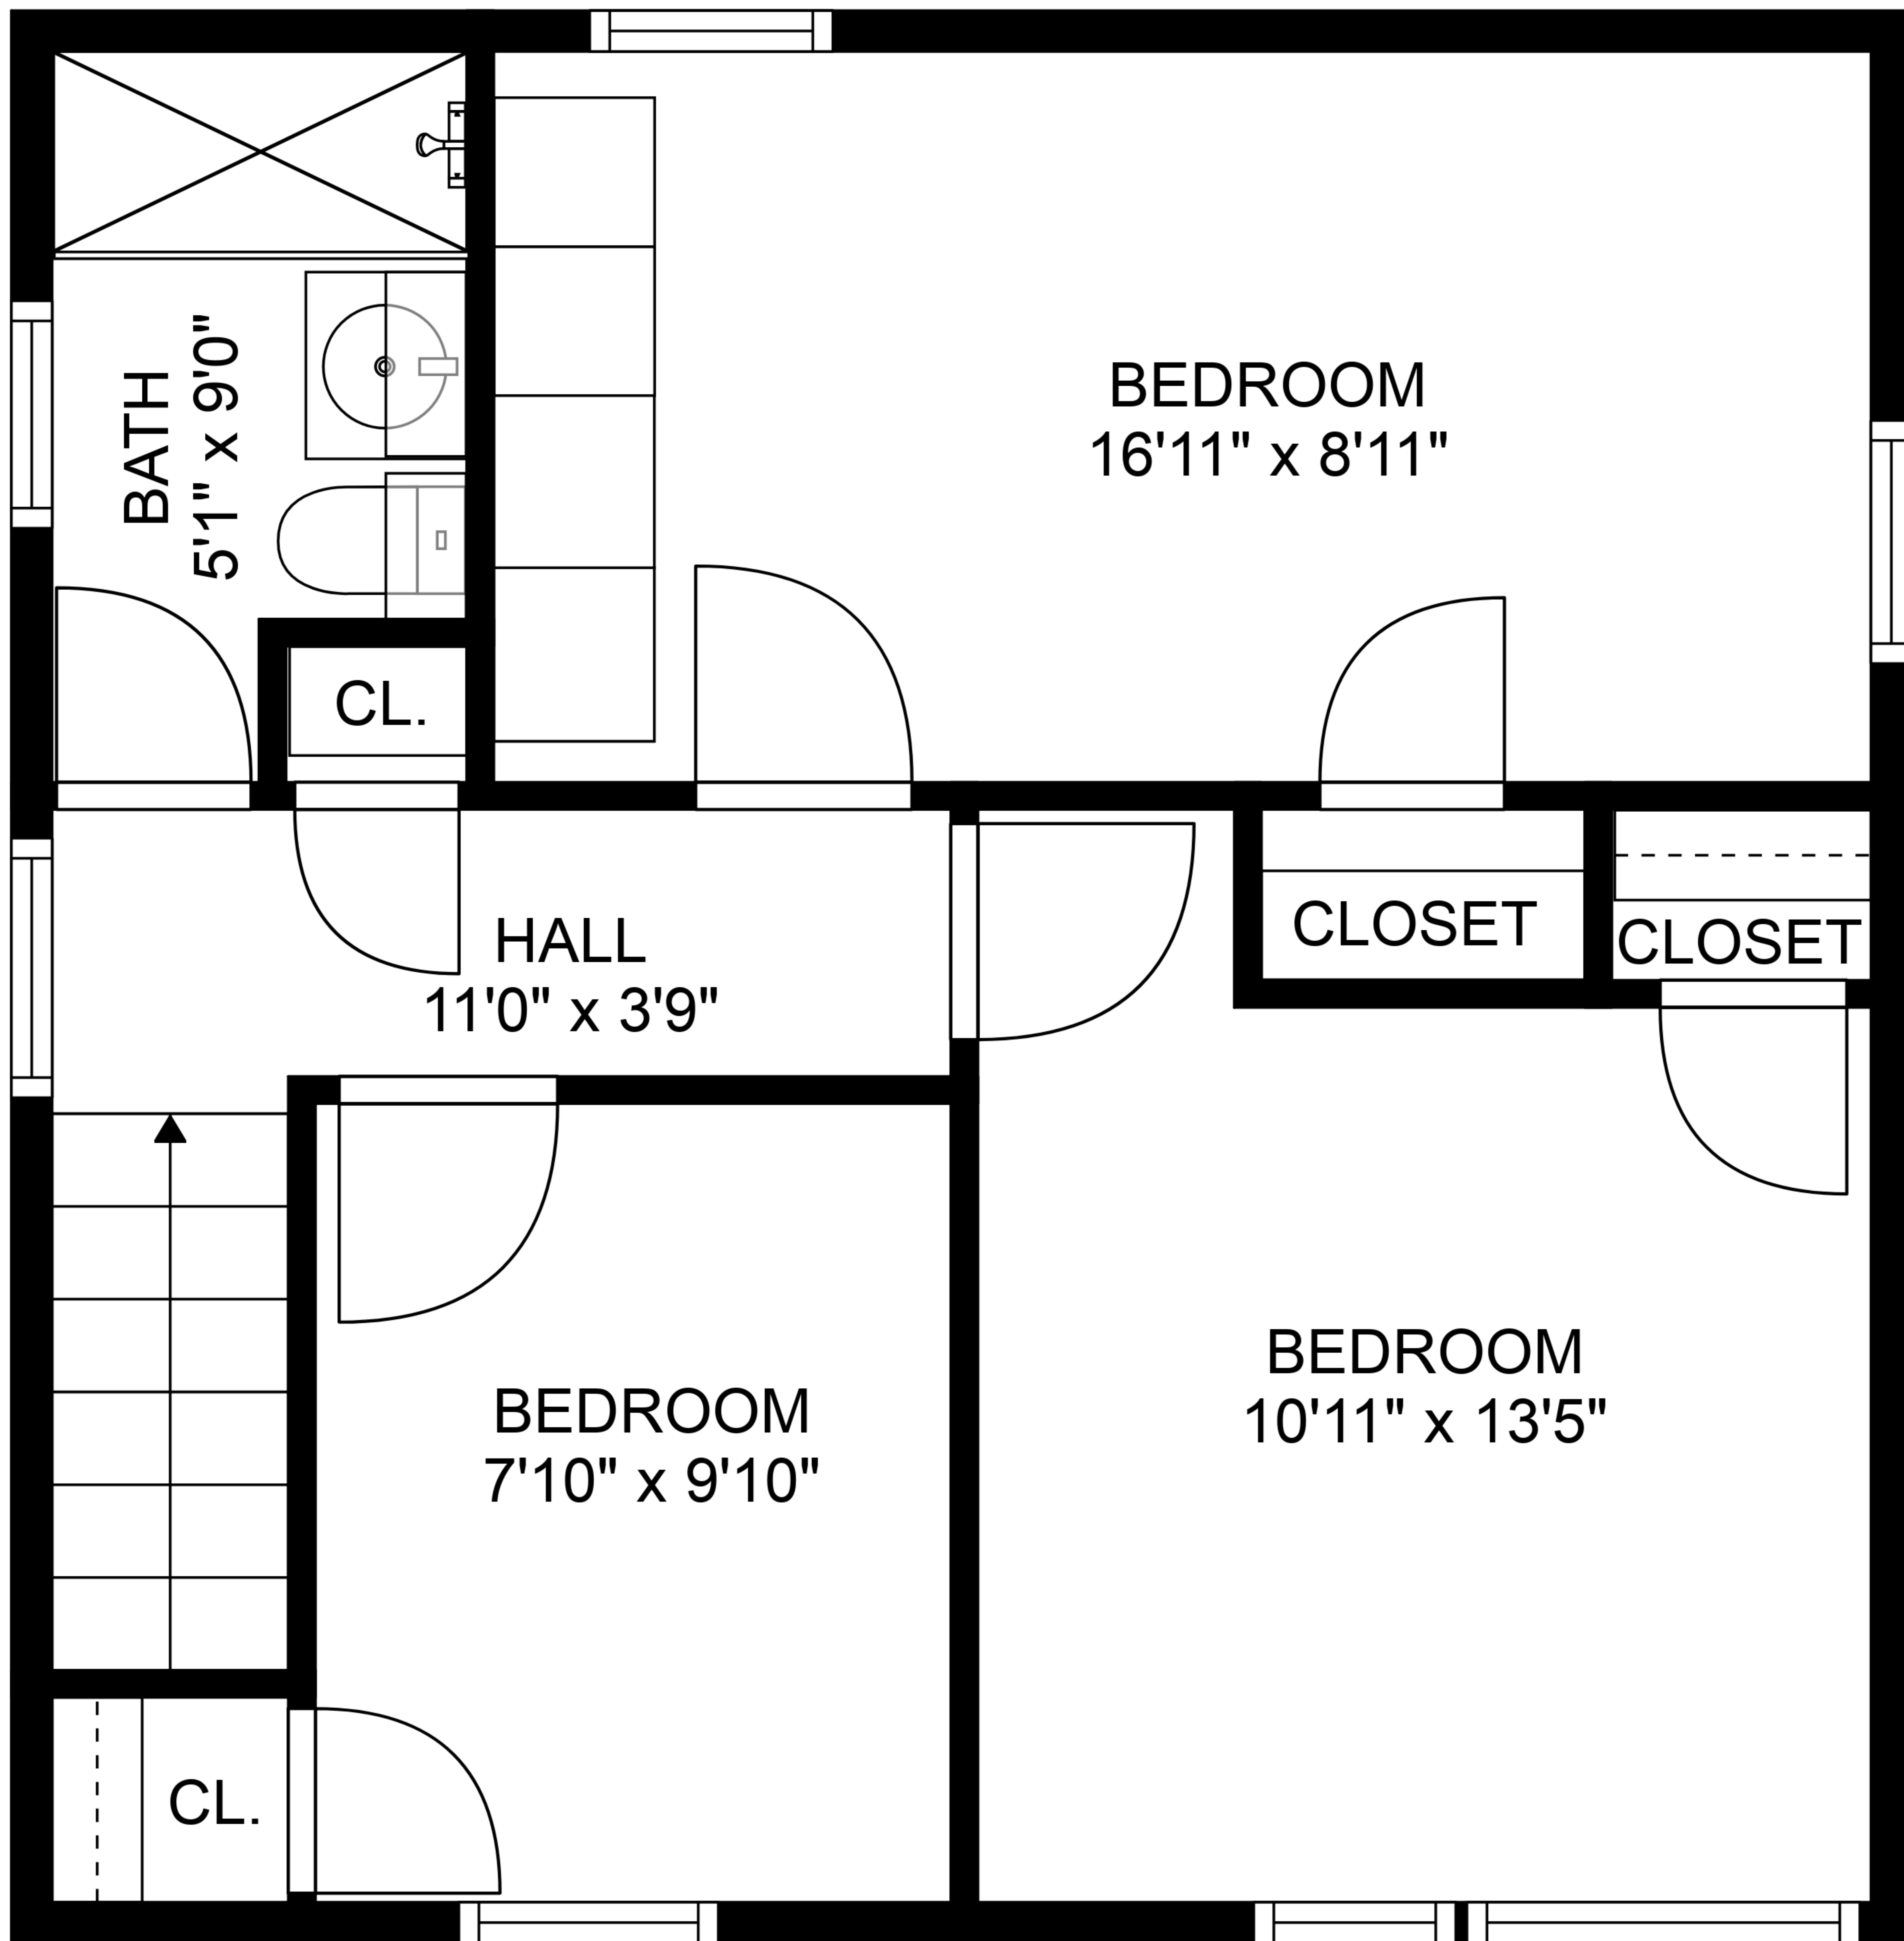 BATH
5'1" x 9'0"
BEDROOM
16'11" x 8'11"
CL.
HALL
11'0" x 3'9"
CLOSET
CLOSET
BEDROOM
7'10" x 9'10"
BEDROOM
10'11" x 13'5"
CL.